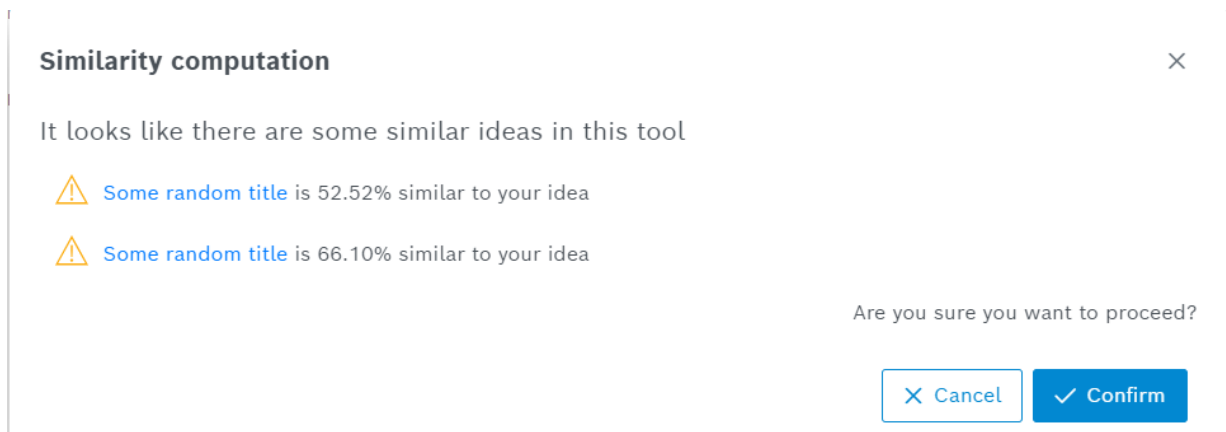 Similarity computation
It looks like there are some similar ideas in this tool
Some random title is 52.52% similar to your idea
Some random title is 66.10% similar to your idea
Are you sure you want to proceed?
Cancel
Confirm